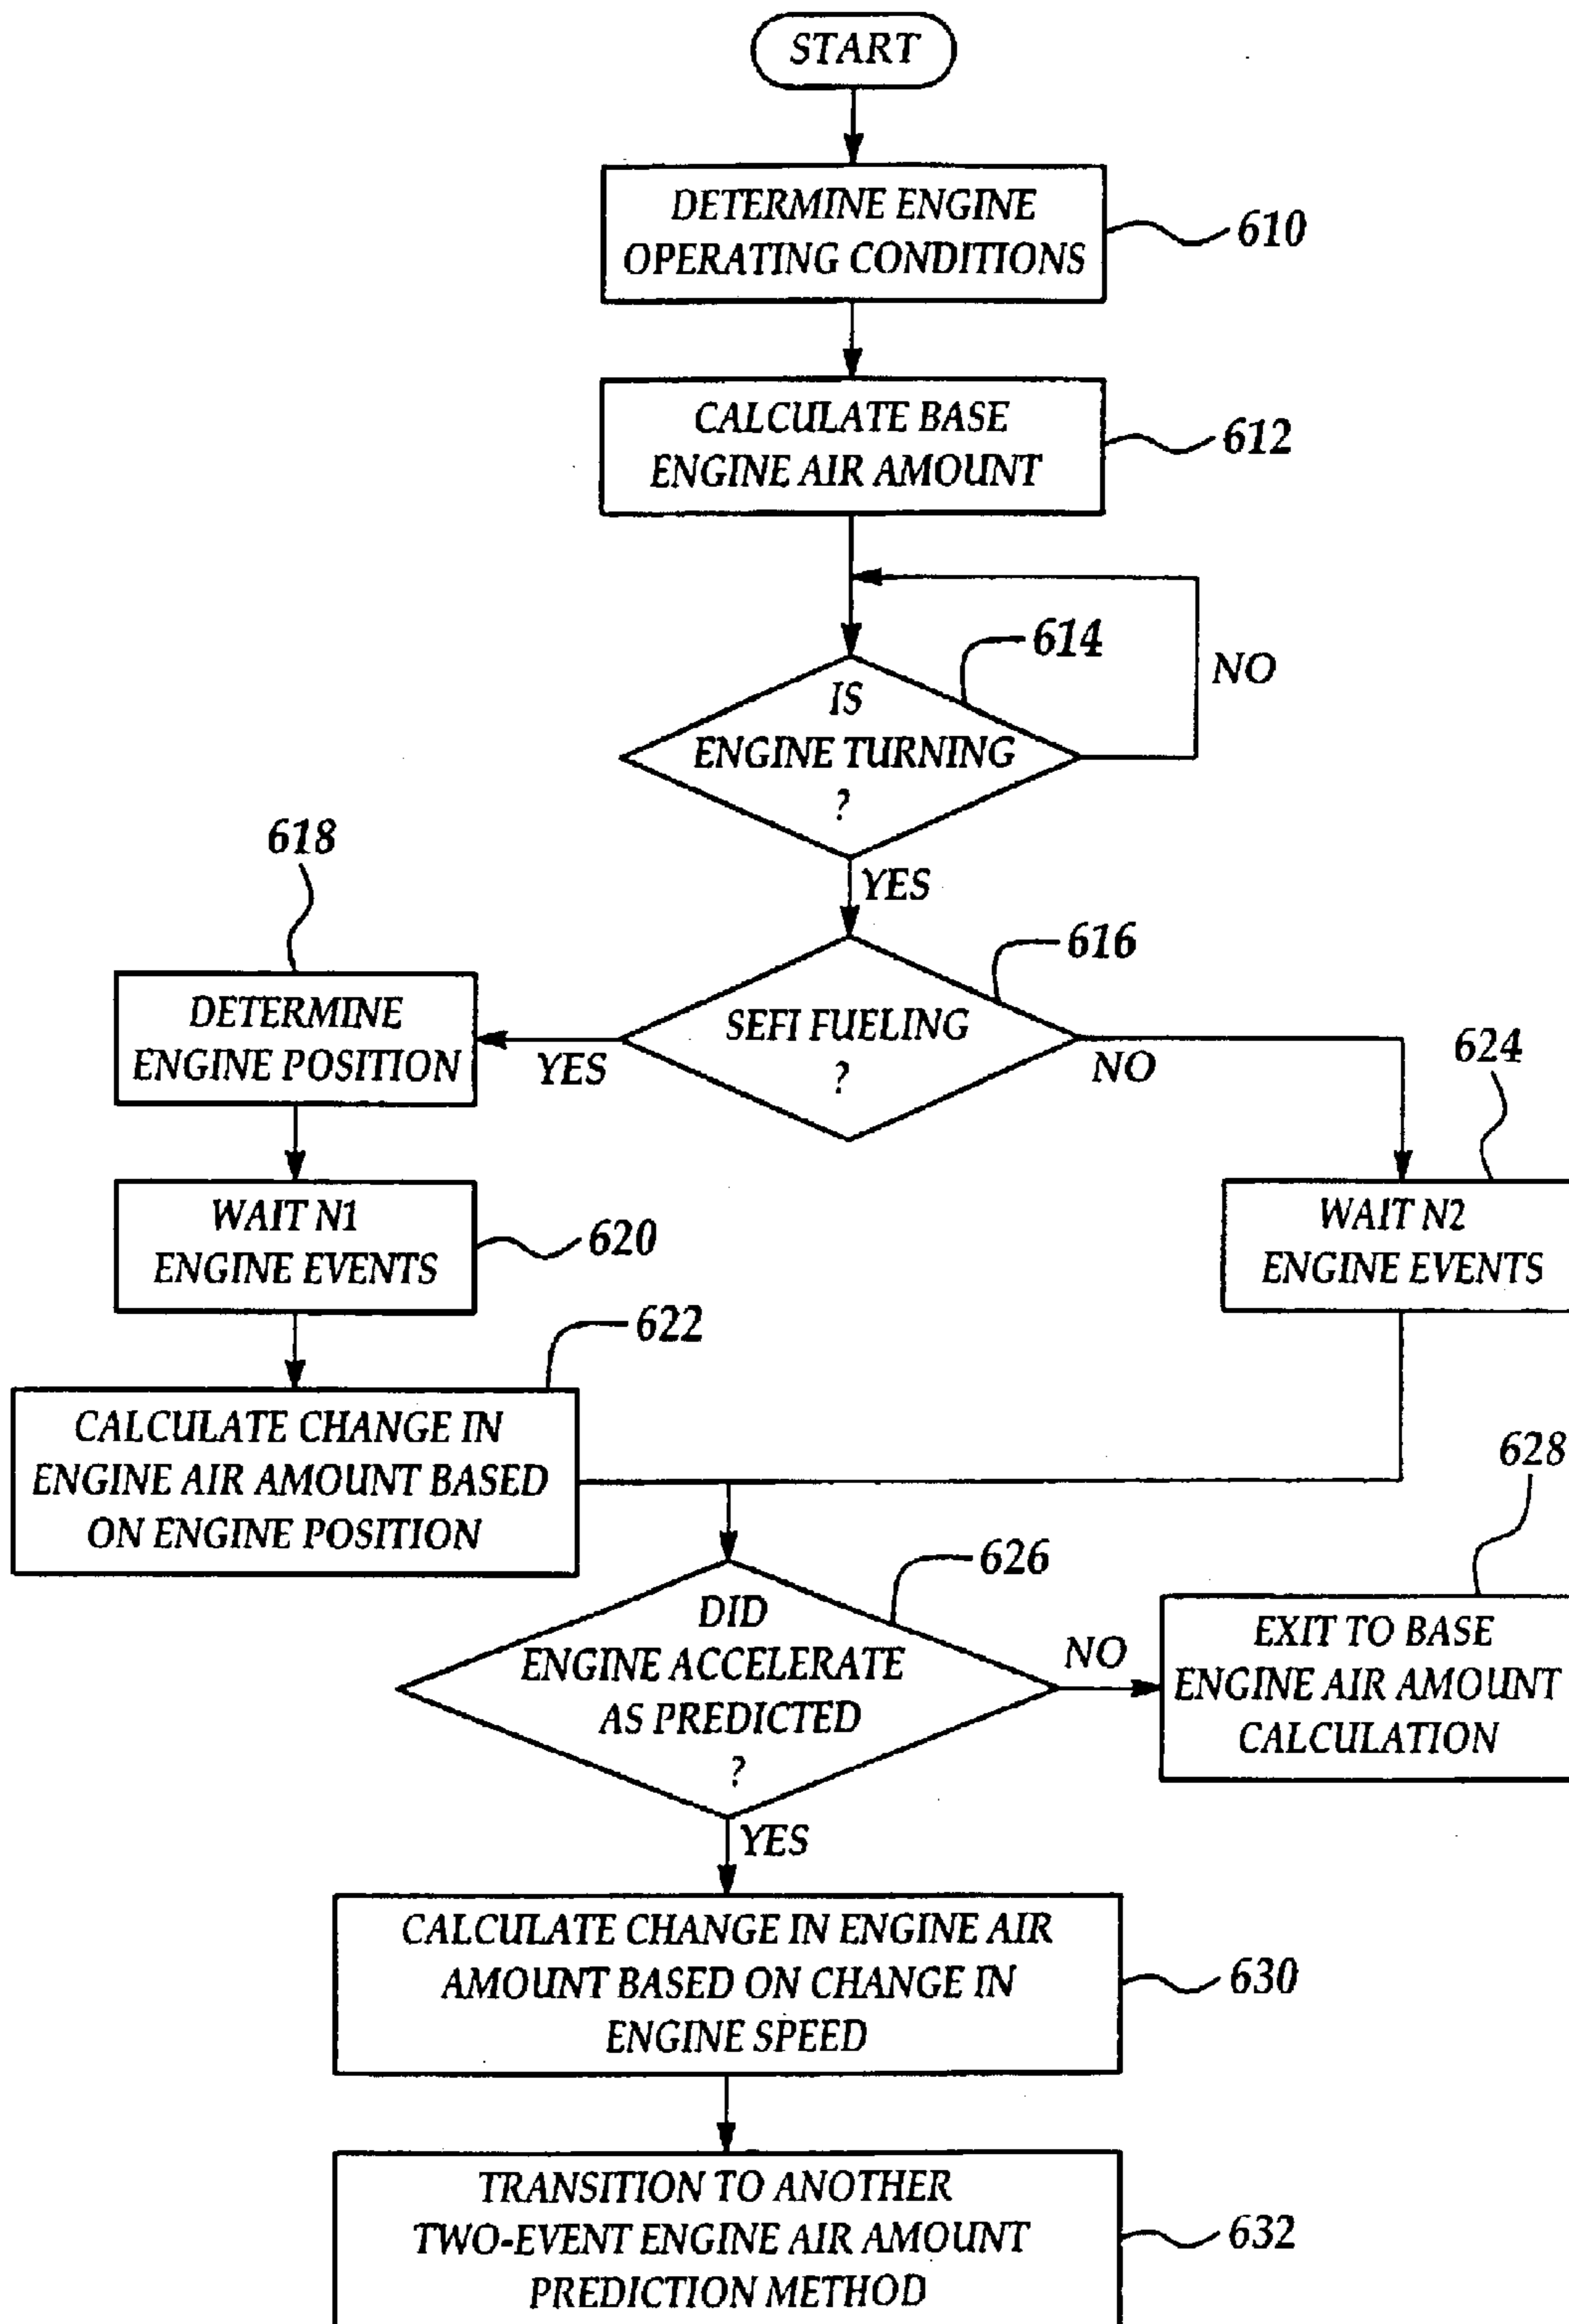 START
DETERMINE ENGINE
OPERATING CONDITIONS
610
CALCULATE BASE
ENGINE AIR AMOUNT
612
614
NO
IS
ENGINE TURNING
?
YES
618
616
DETERMINE
ENGINE POSITION
YES
SEFI FUELING
?
NO
624
WAIT N1
ENGINE EVENTS
620
WAIT N2
ENGINE EVENTS
622
CALCULATE CHANGE IN
ENGINE AIR AMOUNT BASED
ON ENGINE POSITION
628
626
DID
ENGINE ACCELERATE
AS PREDICTED
?
NO
EXIT TO BASE
ENGINE AIR AMOUNT
CALCULATION
YES
CALCULATE CHANGE IN ENGINE AIR
AMOUNT BASED ON CHANGE IN
ENGINE SPEED
630
TRANSITION TO ANOTHER
TWO-EVENT ENGINE AIR AMOUNT
PREDICTION METHOD
632